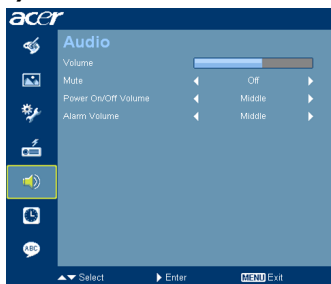 acer
Audio
Volume
Mute Off
Power On/Off Volume Middle
Alarm Volume Middle
ABC
Select Enter MENU Exit